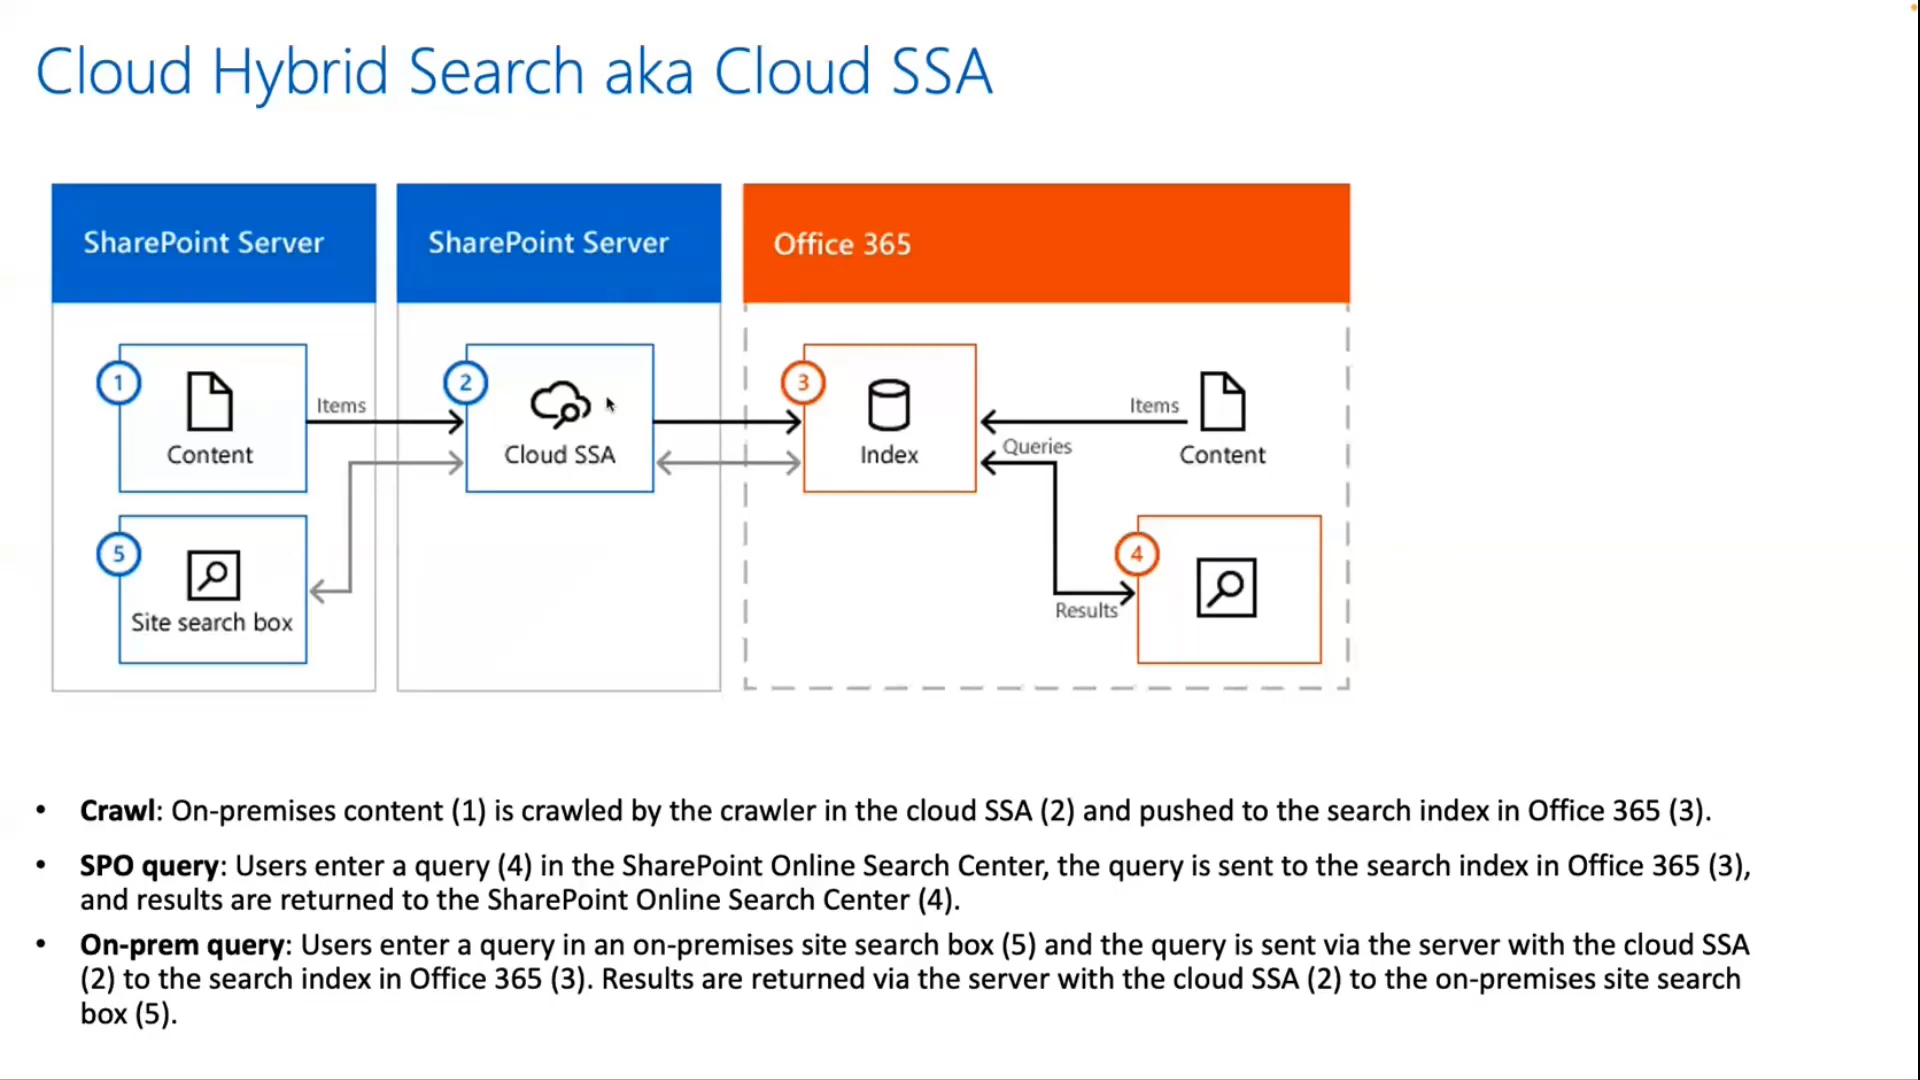 Cloud Hybrid Search aka Cloud SSA
SharePoint Server
SharePoint Server
Office 365
1
Content
Items
2
Cloud SSA
3
Index
Items
Content
Queries
Results
4
5
Site search box
• Crawl: On-premises content (1) is crawled by the crawler in the cloud SSA (2) and pushed to the search index in Office 365 (3).
• SPO query: Users enter a query (4) in the SharePoint Online Search Center, the query is sent to the search index in Office 365 (3),
and results are returned to the SharePoint Online Search Center (4).
• On-prem query: Users enter a query in an on-premises site search box (5) and the query is sent via the server with the cloud SSA
(2) to the search index in Office 365 (3). Results are returned via the server with the cloud SSA (2) to the on-premises site search
box (5).